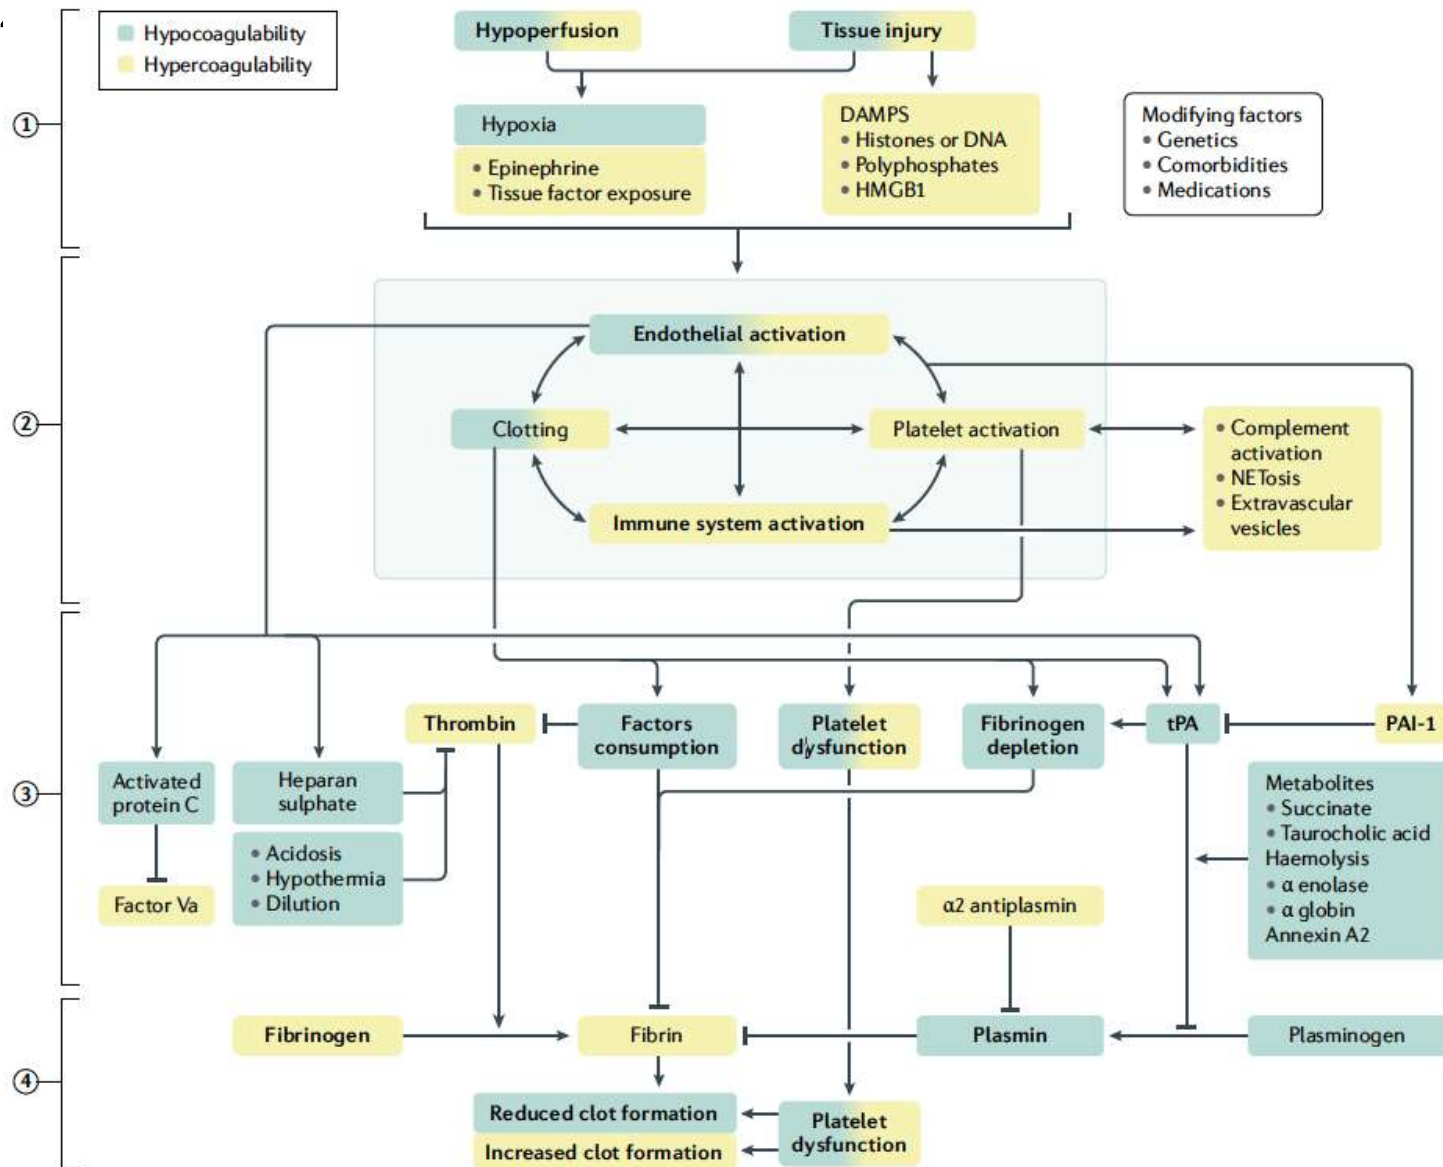 Hypocoagulability
Hypercoagulability
Hypoperfusion
Tissue injury
1
Hypoxia
• Epinephrine
• Tissue factor exposure
DAMPS
• Histones or DNA
• Polyphosphates
• HMGB1
Modifying factors
• Genetics
• Comorbidities
• Medications
2
Endothelial activation
Clotting
Platelet activation
Immune system activation
• Complement
activation
• NETosis
• Extravascular
vesicles
3
Thrombin
Factors
consumption
Platelet
dysfunction
Fibrinogen
depletion
tPA
PAI-1
Activated
protein C
Heparan
sulphate
• Acidosis
• Hypothermia
• Dilution
Factor Va
α2 antiplasmin
Metabolites
• Succinate
• Taurocholic acid
Haemolysis
• α enolase
• α globin
Annexin A2
4
Fibrinogen
Fibrin
Plasmin
Plasminogen
Reduced clot formation
Increased clot formation
Platelet
dysfunction